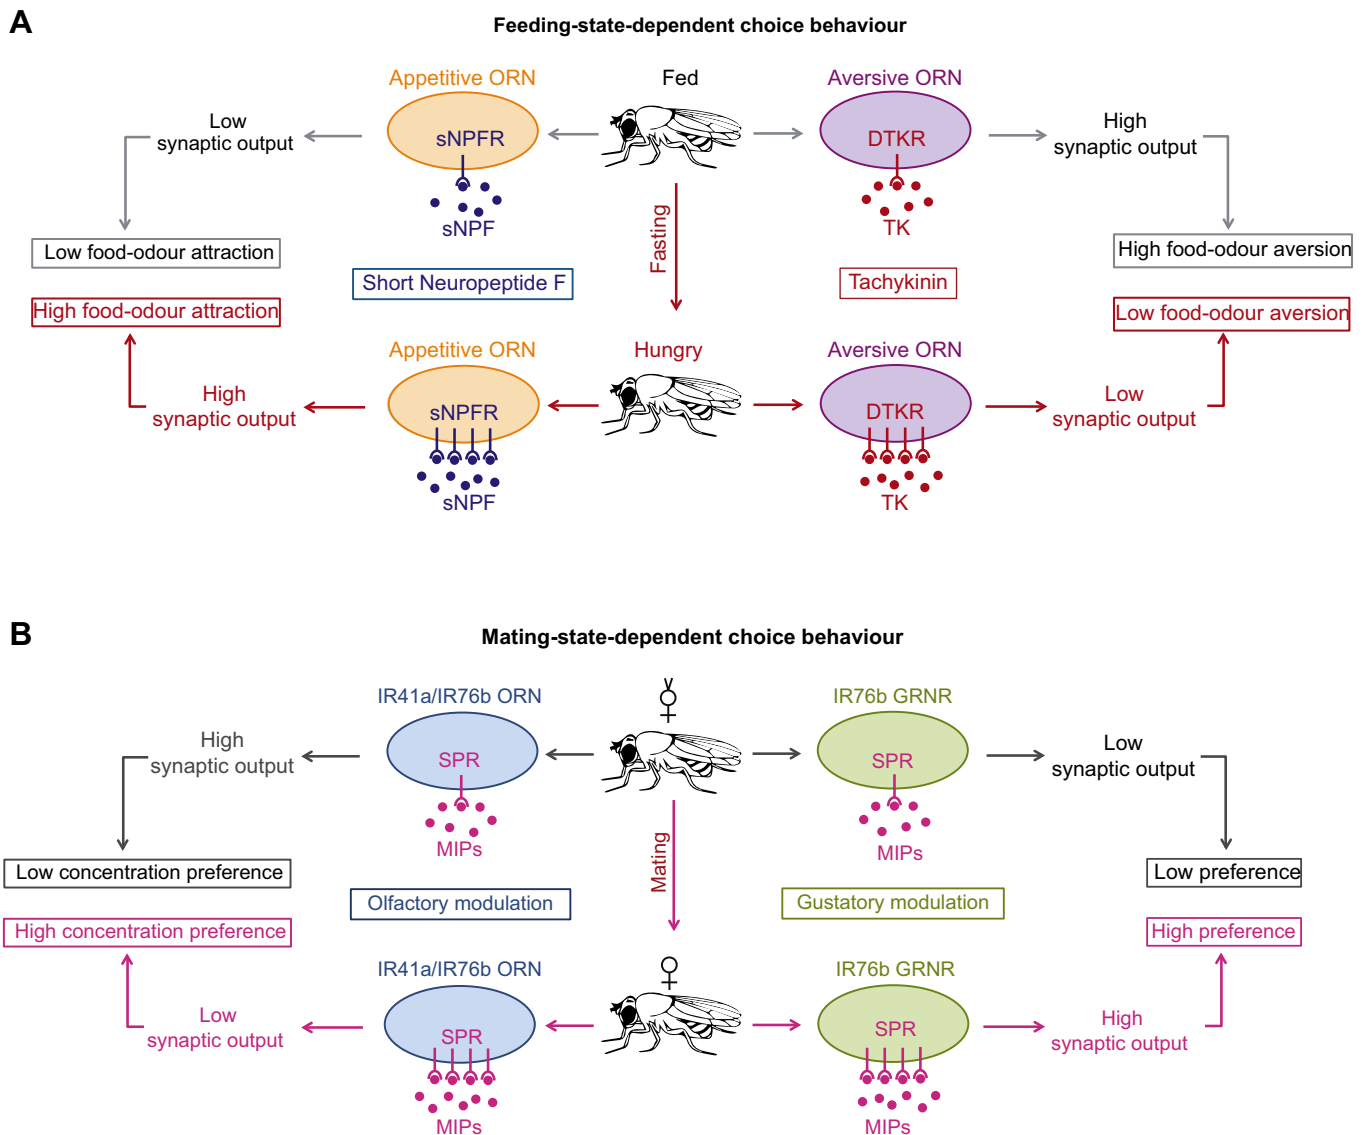 A
Feeding-state-dependent choice behaviour
Appetitive ORN
Fed
Aversive ORN
Low
synaptic output
sNPFR
DTKR
High
synaptic output
sNPF
TK
Low food-odour attraction
High food-odour aversion
Short Neuropeptide F
Fasting
Tachykinin
High food-odour attraction
Low food-odour aversion
Appetitive ORN
Hungry
Aversive ORN
High
synaptic output
sNPFR
DTKR
Low
synaptic output
sNPF
TK
B
Mating-state-dependent choice behaviour
IR41a/IR76b ORN
IR76b GRNR
High
synaptic output
SPR
SPR
Low
synaptic output
MIPs
MIPs
Low concentration preference
Low preference
Olfactory modulation
Mating
Gustatory modulation
High concentration preference
High preference
IR41a/IR76b ORN
IR76b GRNR
Low
synaptic output
SPR
SPR
High
synaptic output
MIPs
MIPs